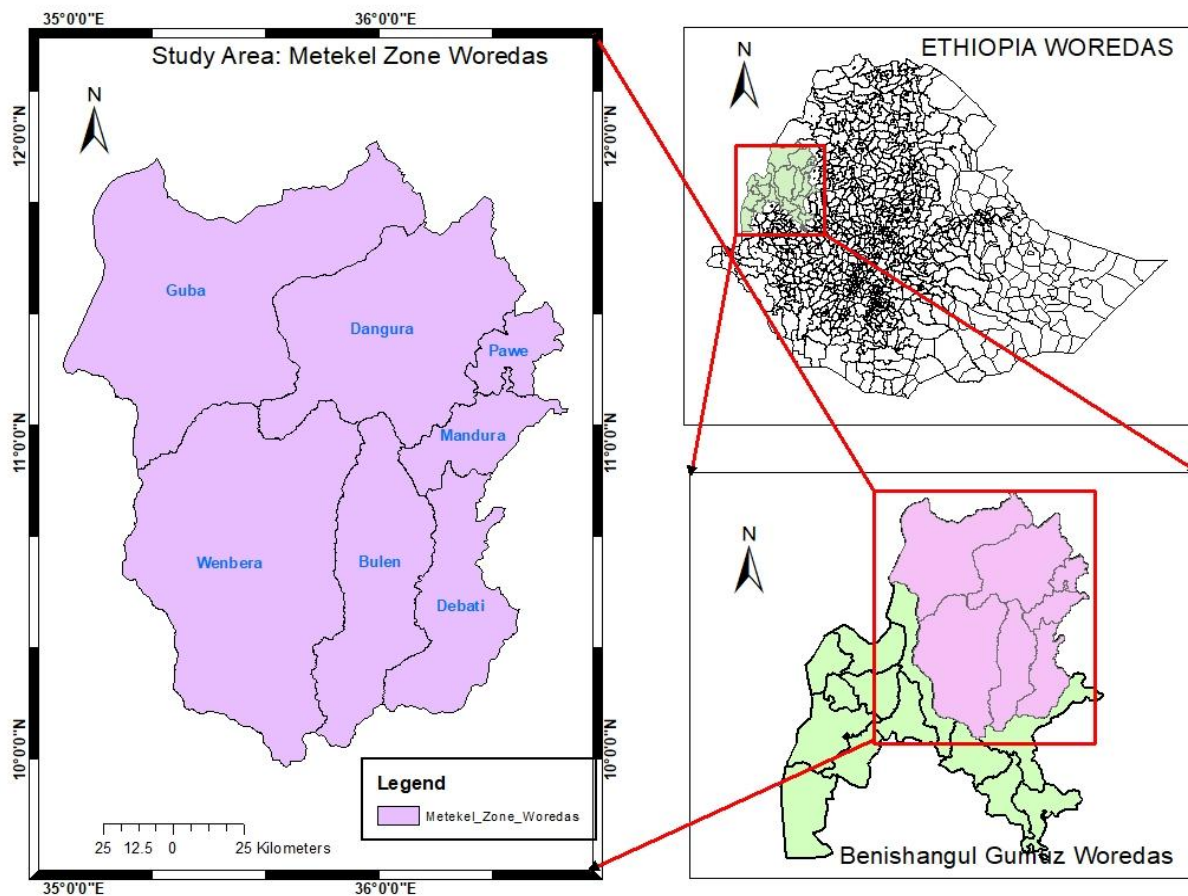 35°0'0"E
36°0'0"E
Study Area: Metekel Zone Woredas
N
12°0'0"N
12°0'0"N
Guba
Dangura
Pawe
11°0'0"N
11°0'0"N
Mandura
Wenbera
Bulen
Debati
10°0'0"N
10°0'0"N
Legend
Metekel_Zone_Woredas
25 12.5 0 25 Kilometers
35°0'0"E
36°0'0"E
ETHIOPIA WOREDAS
N
N
Benishangul Gumuz Woredas